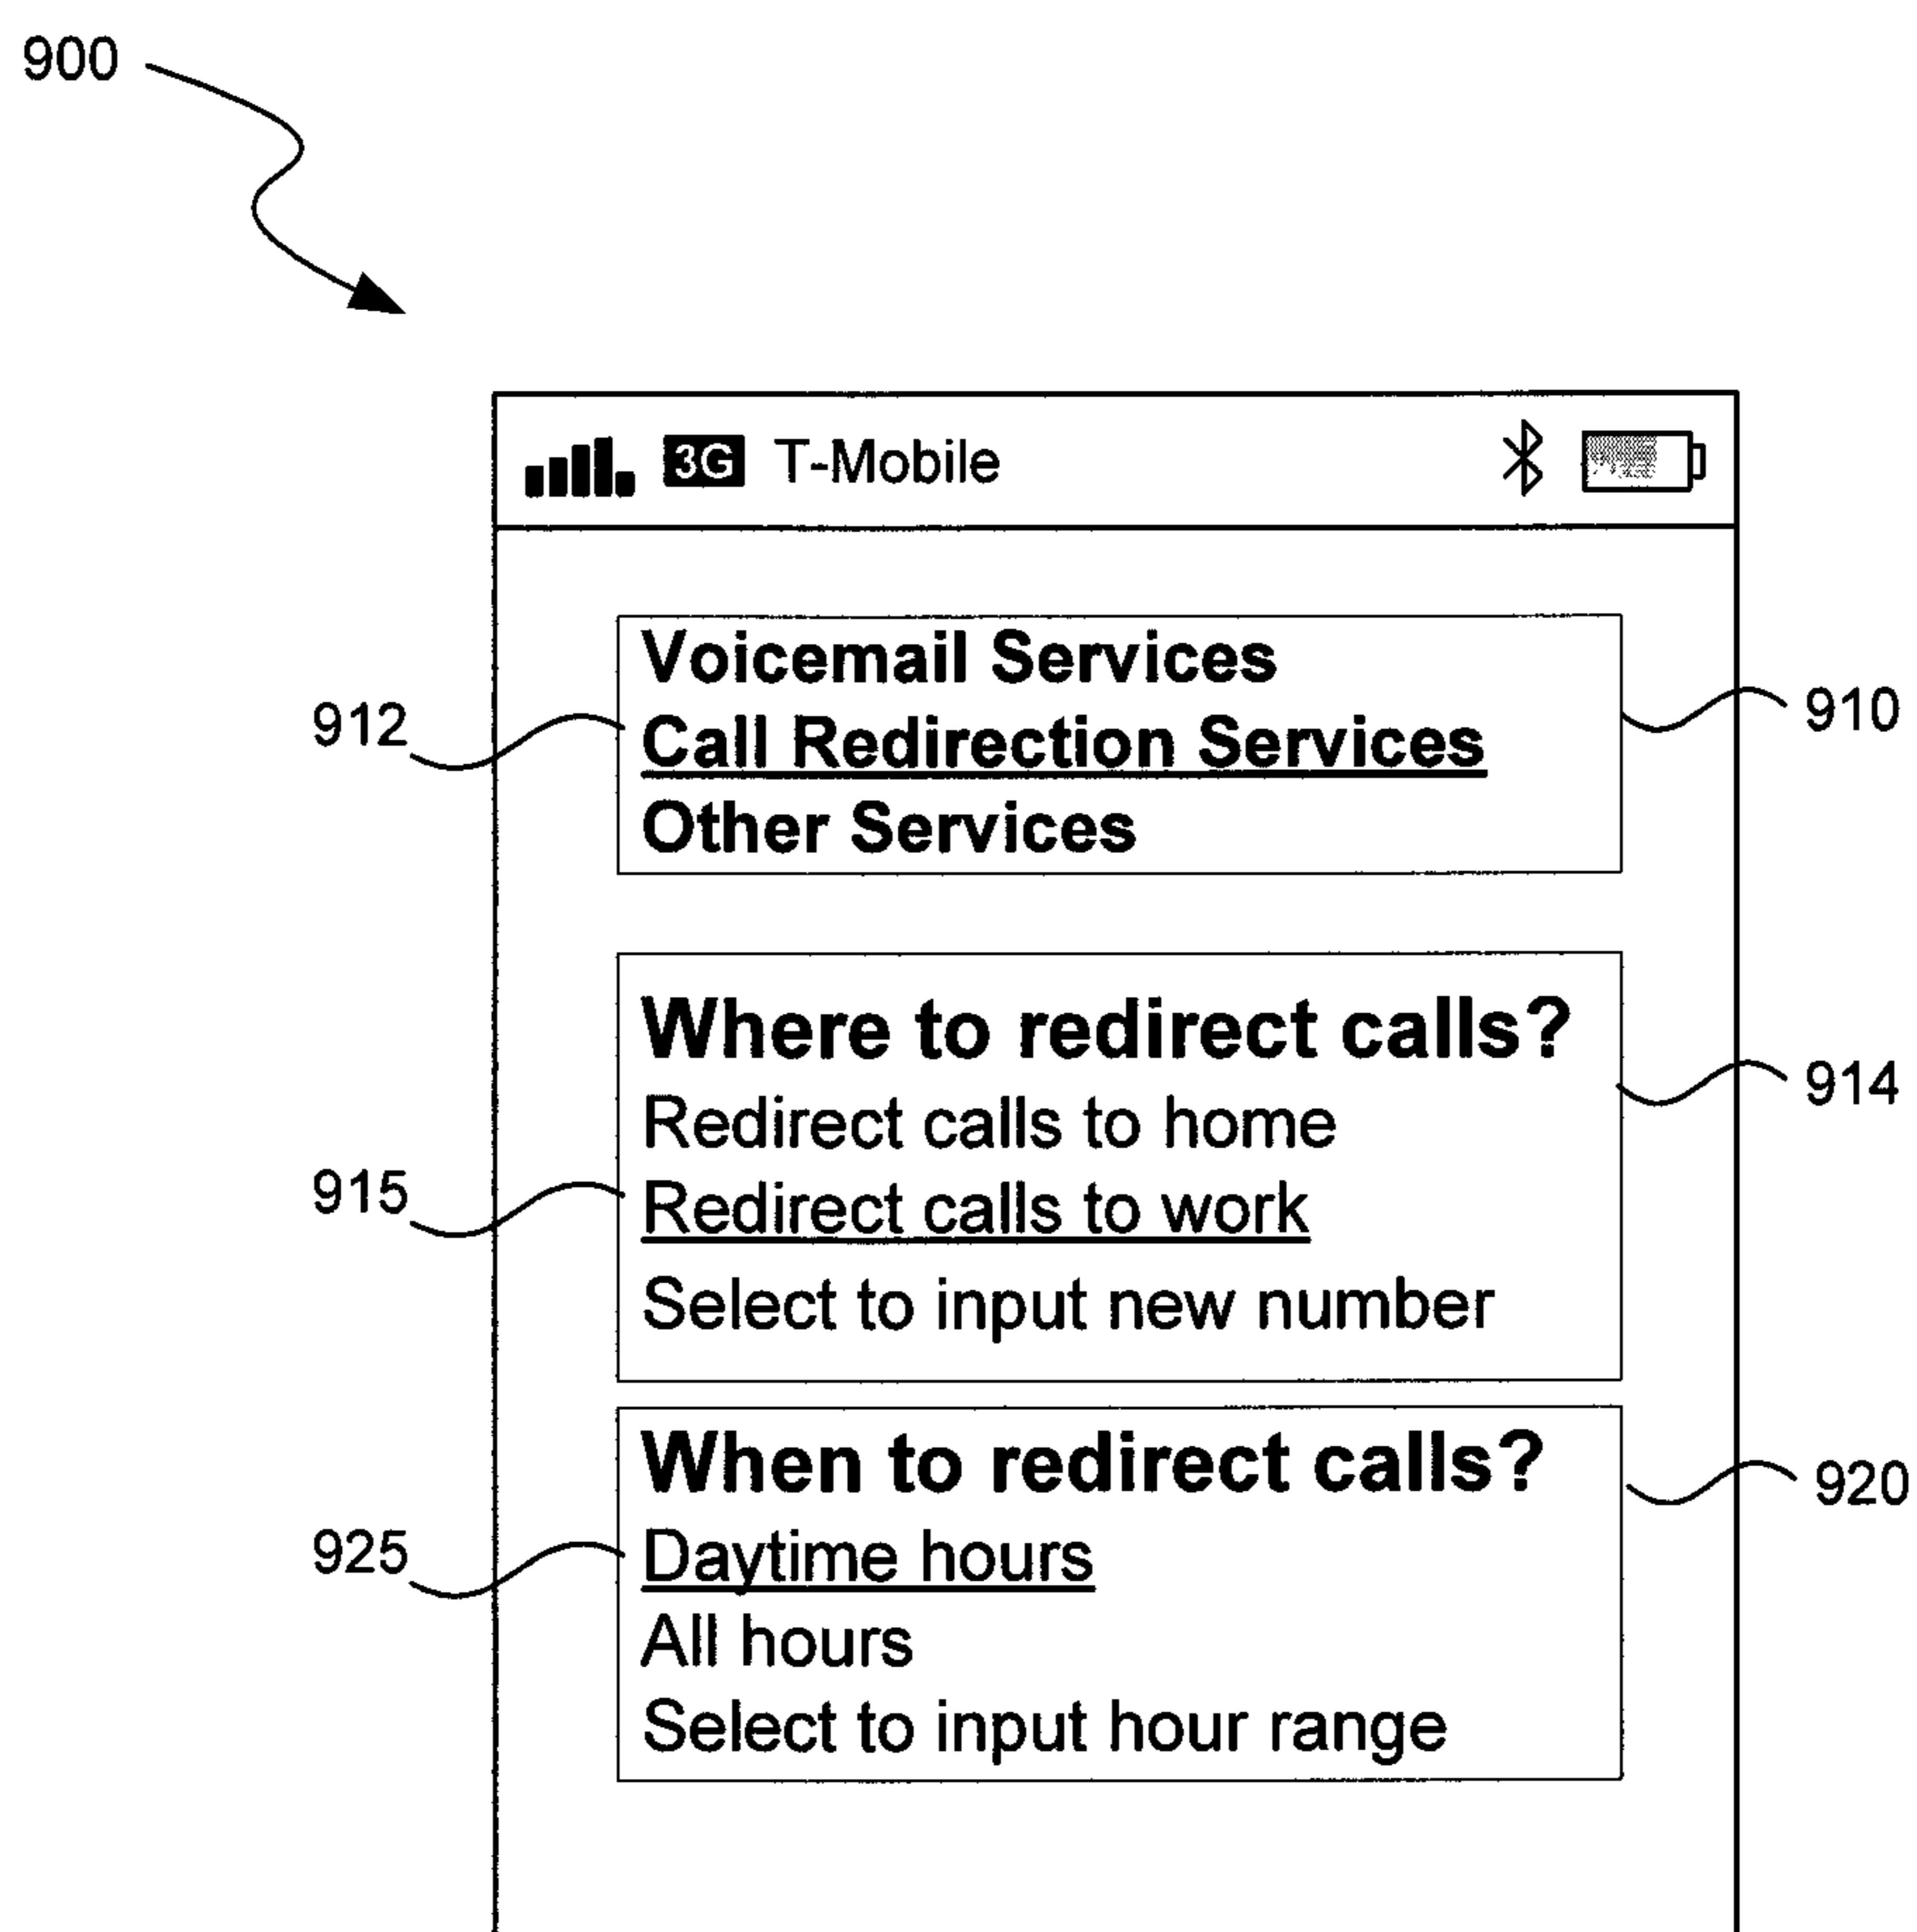 900
3G T-Mobile
Voicemail Services
912
910
Call Redirection Services
Other Services
Where to redirect calls?
914
Redirect calls to home
915
Redirect calls to work
Select to input new number
When to redirect calls?
920
925
Daytime hours
All hours
Select to input hour range